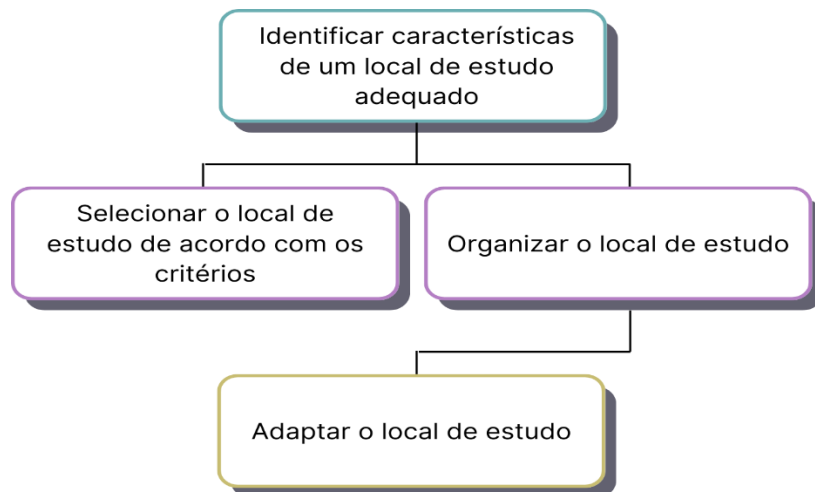 Identificar características
de um local de estudo
adequado
Selecionar o local de
estudo de acordo com os
critérios
Organizar o local de estudo
Adaptar o local de estudo